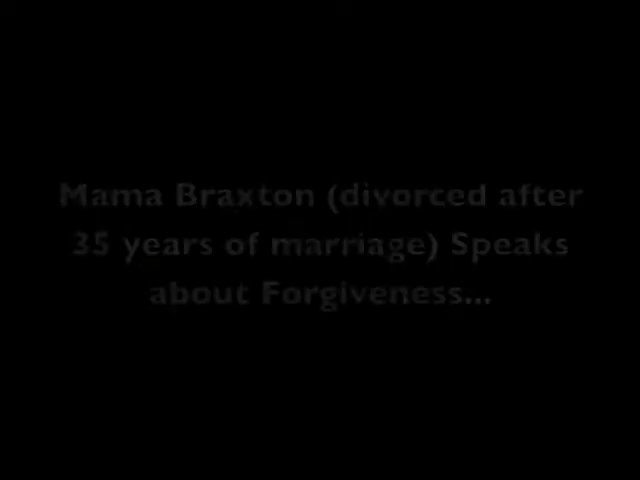 Mama Braxton (divorced after
35 years of marriage) Speaks
about Forgiveness...